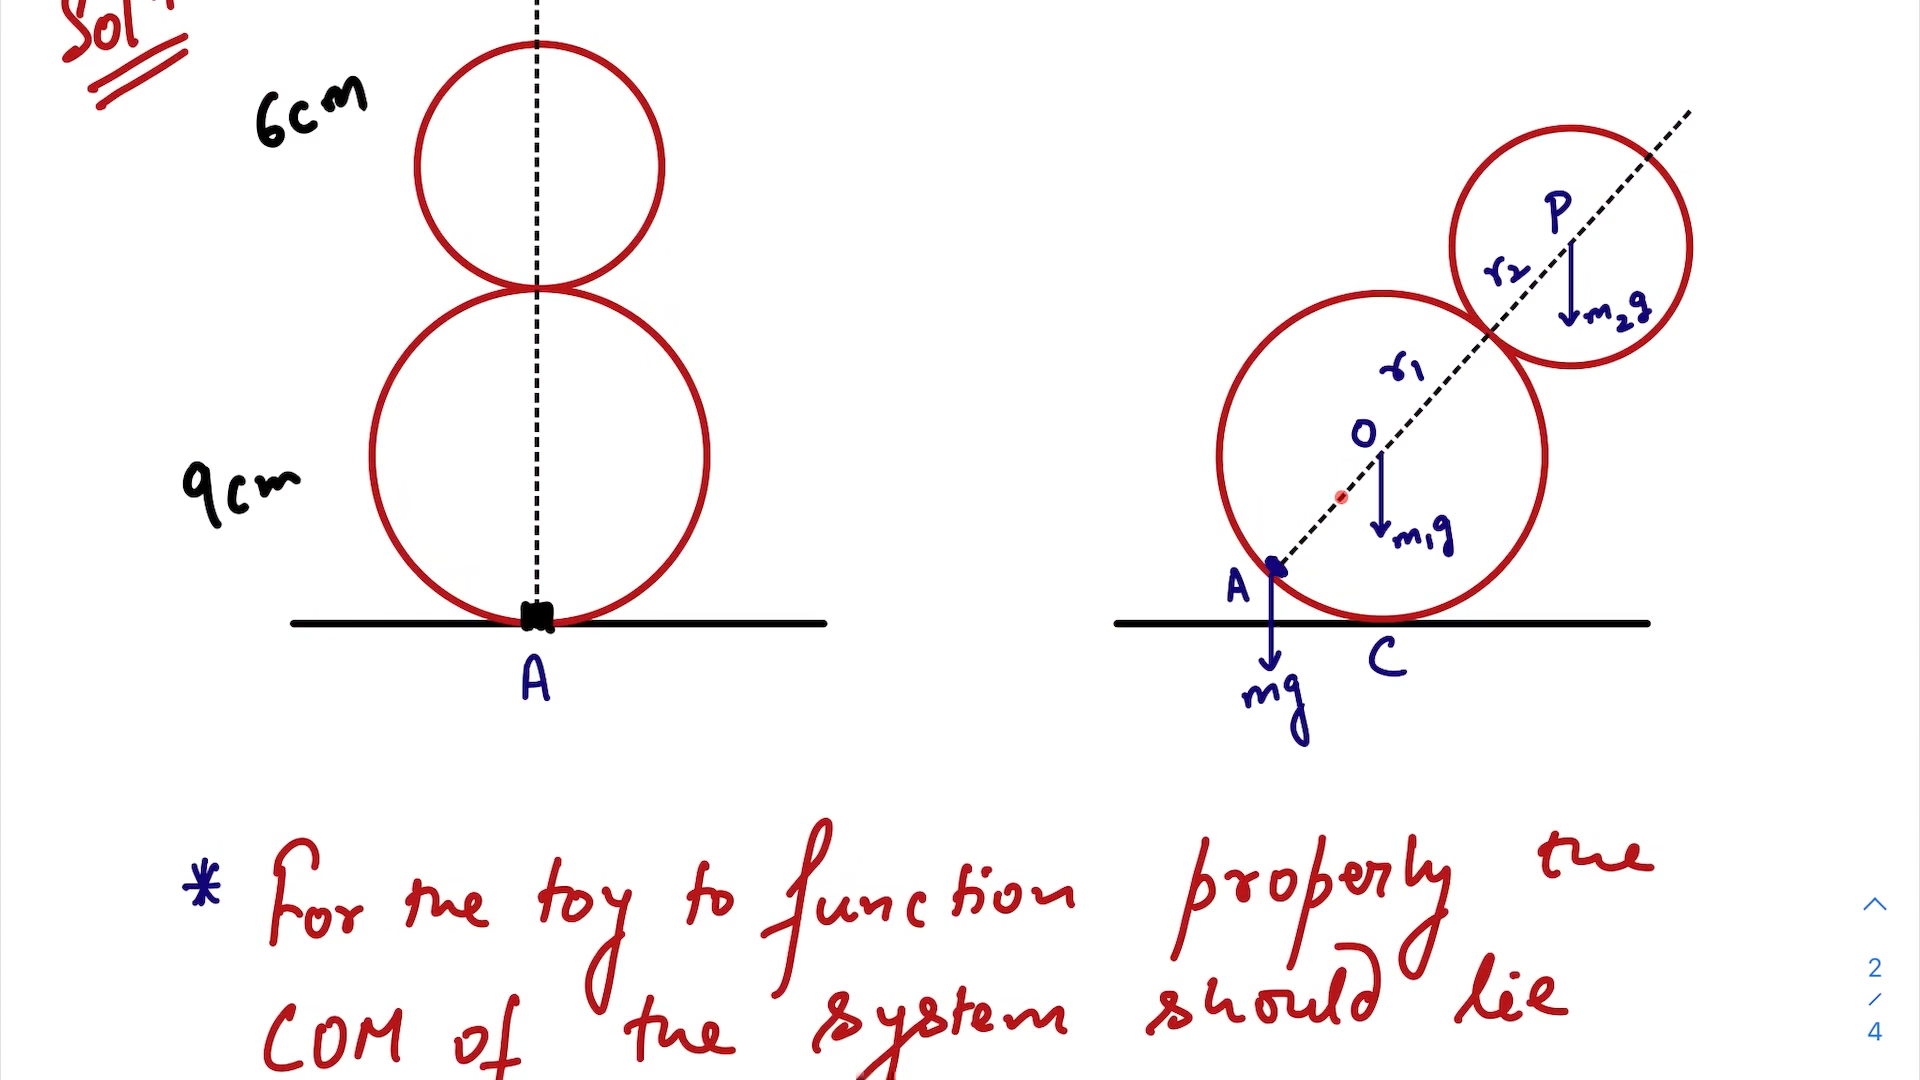 Solⁿ
6cm
9cm
A
P
r₂
m₂g
r₁
O
m₁g
A
C
mg
* For the toy to function properly the
COM of the system should lie
2
/
4